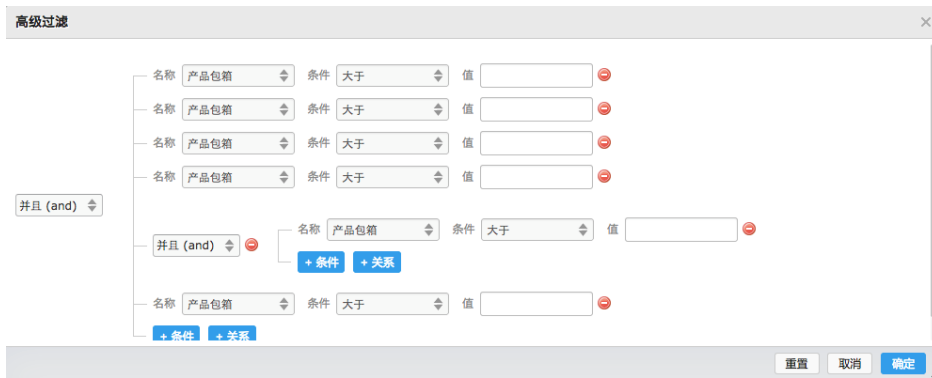 高级过滤
名称 产品包箱 条件 大于 值
名称 产品包箱 条件 大于 值
名称 产品包箱 条件 大于 值
名称 产品包箱 条件 大于 值
并且 (and)
并且 (and) 名称 产品包箱 条件 大于 值
+ 条件 + 关系
名称 产品包箱 条件 大于 值
+ 条件 + 关系
重置 取消 确定